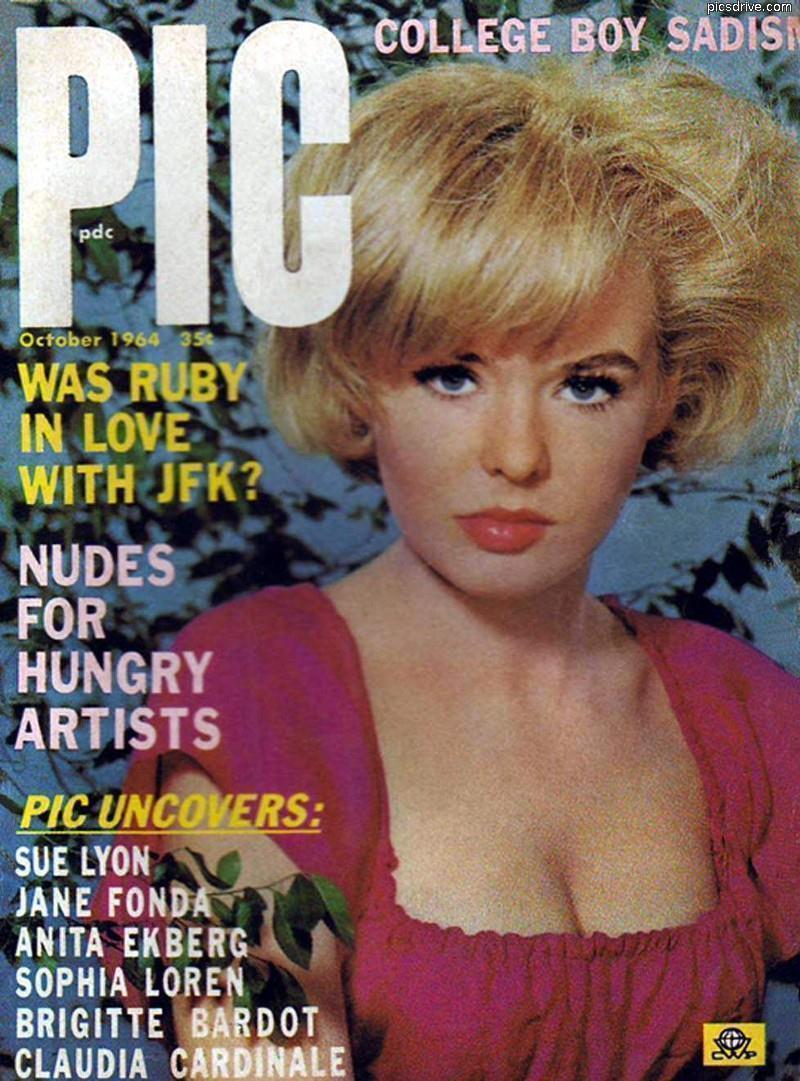 picsdrive.com
COLLEGE BOY SADISM
PIC
pdc
October 1964 35¢
WAS RUBY
IN LOVE
WITH JFK?
NUDES
FOR
HUNGRY
ARTISTS
PIC UNCOVERS:
SUE LYON
JANE FONDA
ANITA EKBERG
SOPHIA LOREN
BRIGITTE BARDOT
CLAUDIA CARDINALE
CWP